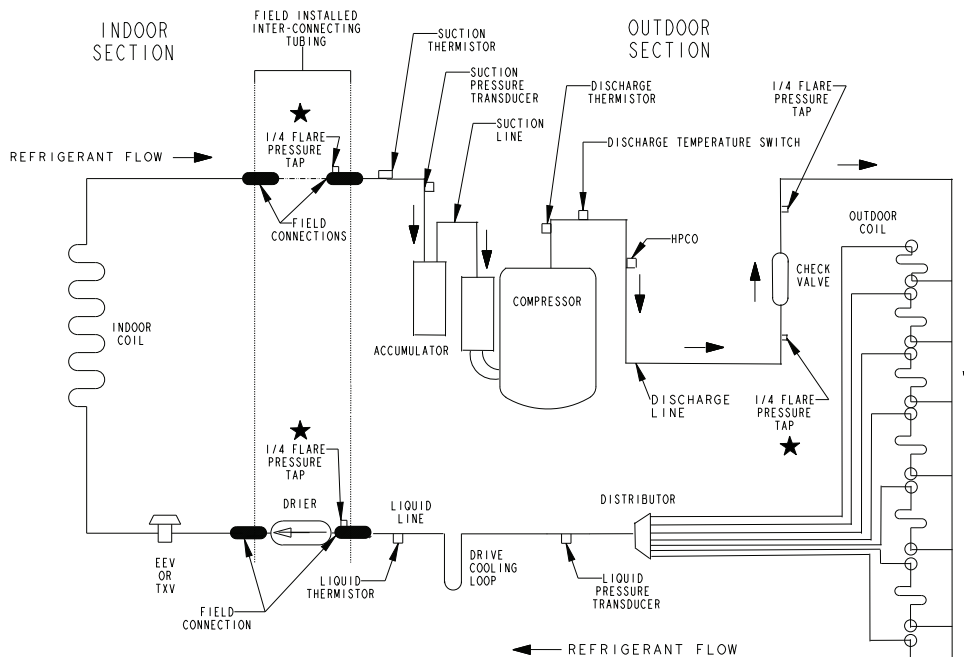 INDOOR
SECTION
FIELD INSTALLED
INTER-CONNECTING
TUBING
SUCTION
THERMISTOR
SUCTION
PRESSURE
TRANSDUCER
SUCTION
LINE
OUTDOOR
SECTION
DISCHARGE
THERMISTOR
DISCHARGE TEMPERATURE SWITCH
1/4 FLARE
PRESSURE
TAP
REFRIGERANT FLOW
1/4 FLARE
PRESSURE
TAP
FIELD
CONNECTIONS
HPCO
OUTDOOR
COIL
CHECK
VALVE
COMPRESSOR
INDOOR
COIL
ACCUMULATOR
DISCHARGE
LINE
1/4 FLARE
PRESSURE
TAP
1/4 FLARE
PRESSURE
TAP
DRIER
LIQUID
LINE
DISTRIBUTOR
EEV
OR
TXV
LIQUID
THERMISTOR
DRIVE
COOLING
LOOP
LIQUID
PRESSURE
TRANSDUCER
FIELD
CONNECTION
REFRIGERANT FLOW